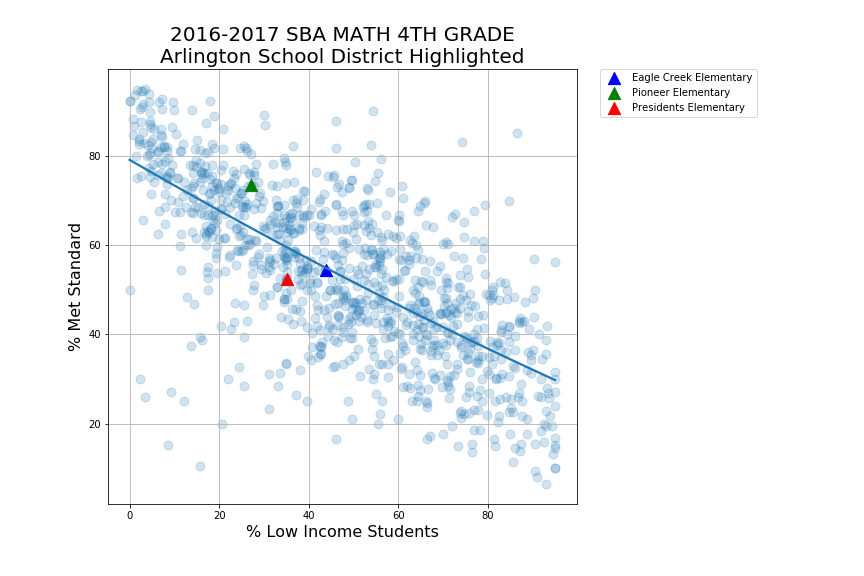 2016-2017 SBA MATH 4TH GRADE
Arlington School District Highlighted
Eagle Creek Elementary
Pioneer Elementary
Presidents Elementary
80
60
40
20
% Met Standard
0 20 40 60 80
% Low Income Students